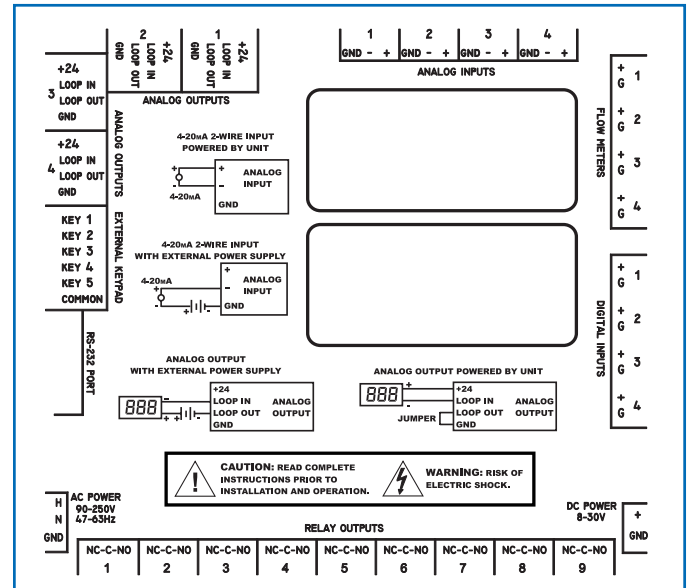 2 1
GND LOOP OUT LOOP IN +24 GND LOOP OUT LOOP IN +24
ANALOG OUTPUTS
1 2 3 4
GND - + GND - + GND - + GND - +
ANALOG INPUTS
3
+24
LOOP IN
LOOP OUT
GND
4
+24
LOOP IN
LOOP OUT
GND
ANALOG OUTPUTS
KEY 1
KEY 2
KEY 3
KEY 4
KEY 5
COMMON
EXTERNAL KEYPAD
RS-232 PORT
4-20mA 2-WIRE INPUT
POWERED BY UNIT
+ +
ANALOG
- -
INPUT
4-20mA
GND
4-20mA 2-WIRE INPUT
WITH EXTERNAL POWER SUPPLY
+
4-20mA + - ANALOG
INPUT
- + GND
ANALOG OUTPUT
WITH EXTERNAL POWER SUPPLY
+24
888 - LOOP IN ANALOG
+ + LOOP OUT OUTPUT
GND
ANALOG OUTPUT POWERED BY UNIT
888 + +24
- LOOP IN ANALOG
JUMPER LOOP OUT OUTPUT
GND
+ G 1
+ G 2
+ G 3
+ G 4
FLOW METERS
+ G 1
+ G 2
+ G 3
+ G 4
DIGITAL INPUTS
!
CAUTION: READ COMPLETE
INSTRUCTIONS PRIOR TO
INSTALLATION AND OPERATION.
WARNING: RISK OF
ELECTRIC SHOCK.
H
N
GND
AC POWER
90-250V
47-63Hz
DC POWER
8-30V
+
GND
RELAY OUTPUTS
NC-C-NO NC-C-NO NC-C-NO NC-C-NO NC-C-NO NC-C-NO NC-C-NO NC-C-NO NC-C-NO
1 2 3 4 5 6 7 8 9